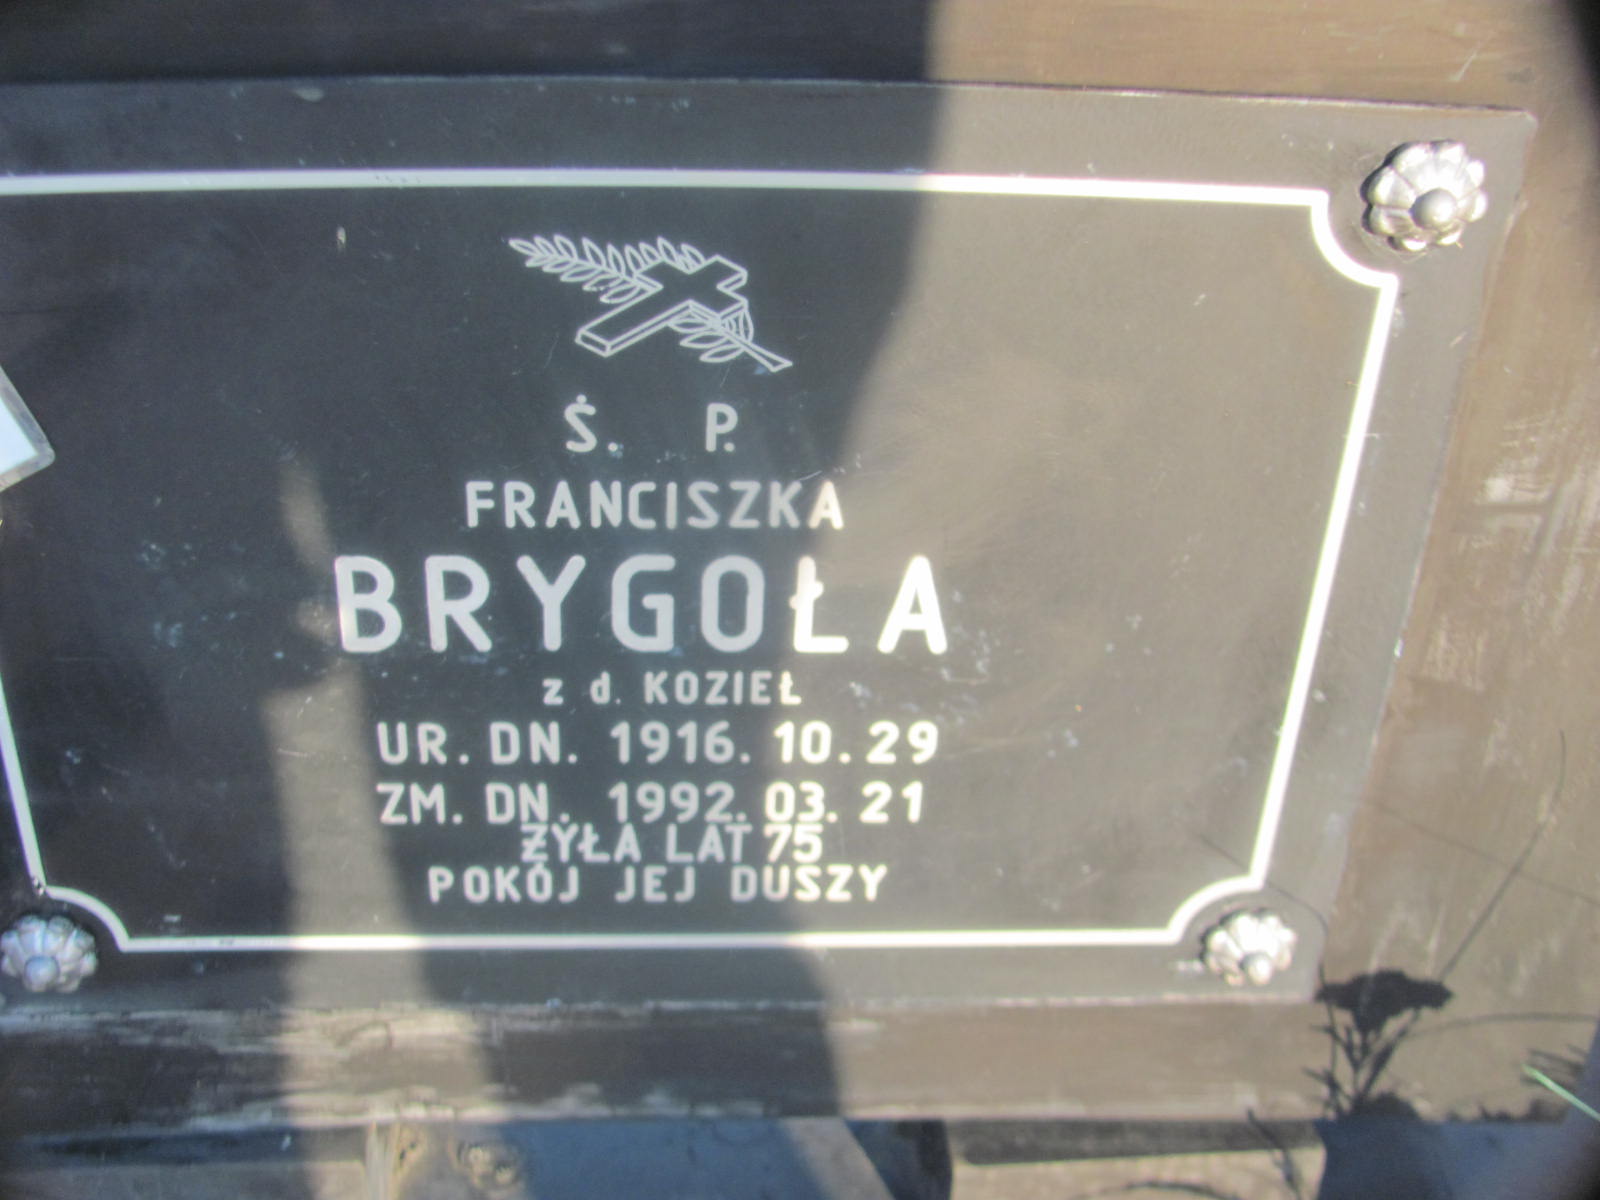 Ś. P.
FRANCISZKA
BRYGOŁA
z d. KOZIEŁ
UR. DN. 1916. 10. 29
ZM. DN. 1992. 03. 21
ŻYŁA LAT 75
POKÓJ JEJ DUSZY